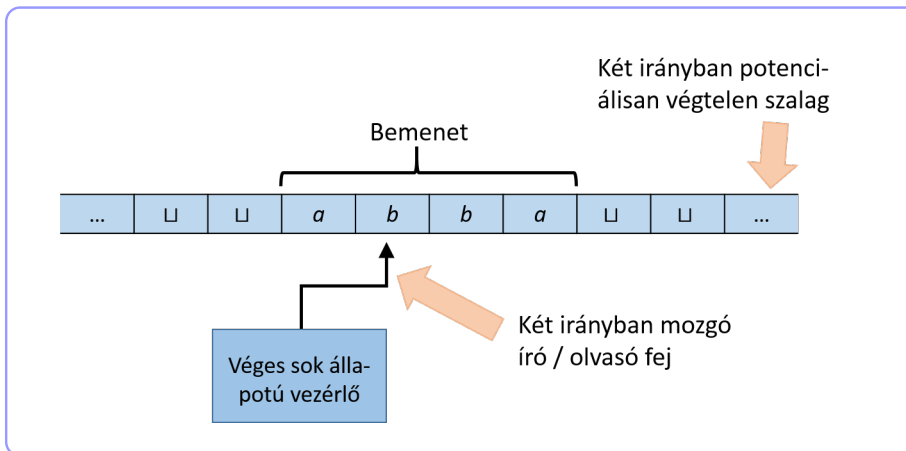 Két irányban potenci-
álisan végtelen szalag
Bemenet
... ⊔ ⊔ a b b a ⊔ ⊔ ...
Két irányban mozgó
író / olvasó fej
Véges sok álla-
potú vezérlő